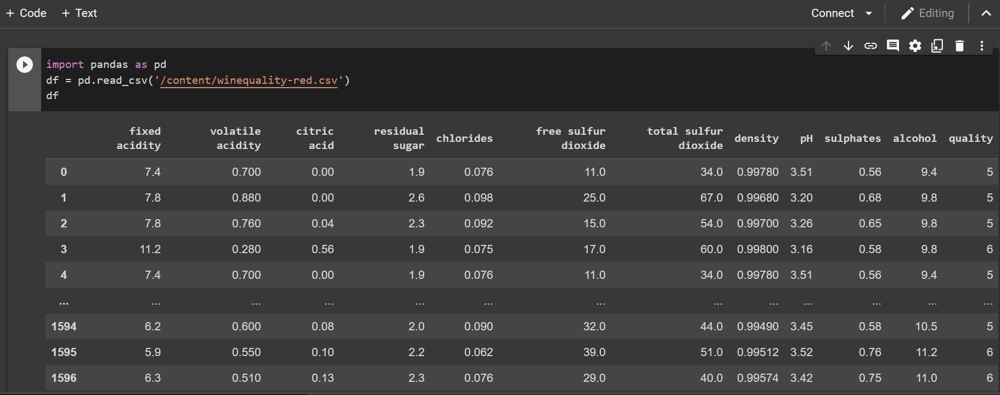 + Code + Text Connect Editing
import pandas as pd
df = pd.read_csv('/content/winequality-red.csv')
df
fixed acidity volatile acidity citric acid residual sugar chlorides free sulfur dioxide total sulfur dioxide density pH sulphates alcohol quality
0 7.4 0.700 0.00 1.9 0.076 11.0 34.0 0.99780 3.51 0.56 9.4 5
1 7.8 0.880 0.00 2.6 0.098 25.0 67.0 0.99680 3.20 0.68 9.8 5
2 7.8 0.760 0.04 2.3 0.092 15.0 54.0 0.99700 3.26 0.65 9.8 5
3 11.2 0.280 0.56 1.9 0.075 17.0 60.0 0.99800 3.16 0.58 9.8 6
4 7.4 0.700 0.00 1.9 0.076 11.0 34.0 0.99780 3.51 0.56 9.4 5
... ... ... ... ... ... ... ... ... ... ... ... ...
1594 6.2 0.600 0.08 2.0 0.090 32.0 44.0 0.99490 3.45 0.58 10.5 5
1595 5.9 0.550 0.10 2.2 0.062 39.0 51.0 0.99512 3.52 0.76 11.2 6
1596 6.3 0.510 0.13 2.3 0.076 29.0 40.0 0.99574 3.42 0.75 11.0 6